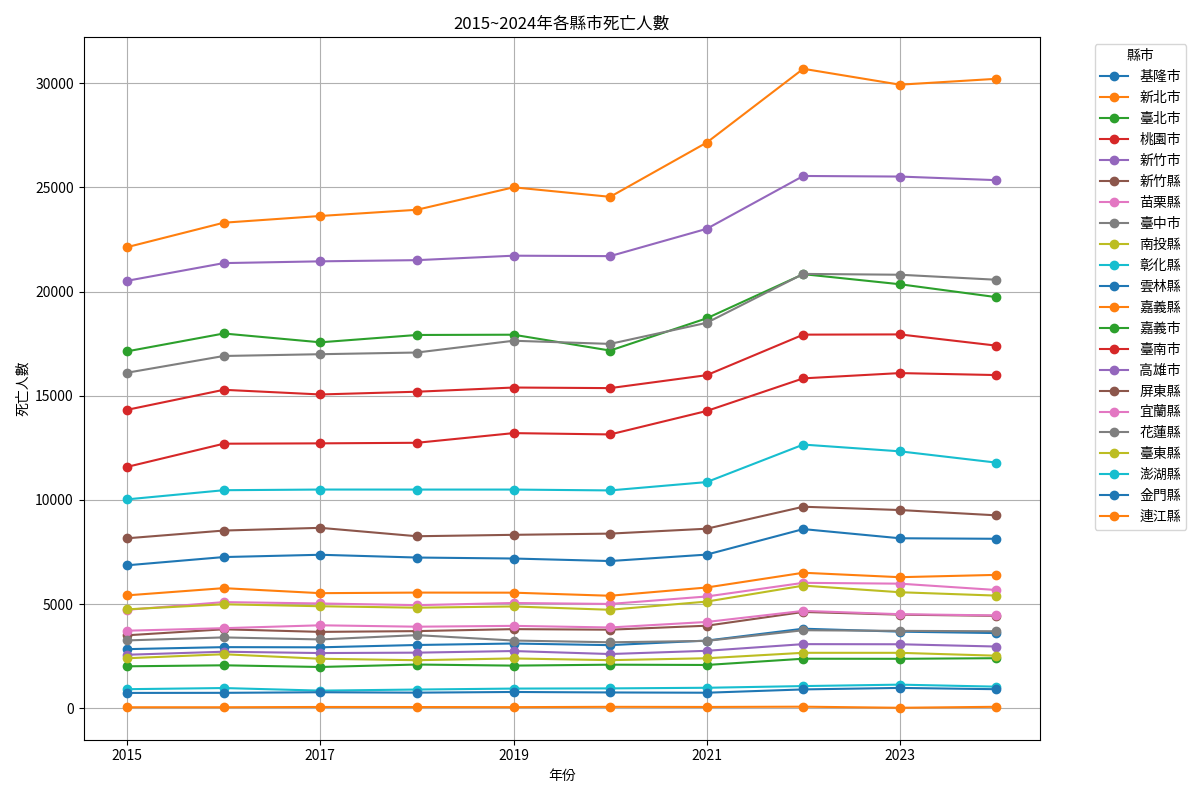 2015~2024年各縣市死亡人數
死亡人數
30000
25000
20000
15000
10000
5000
0
2015
2017
2019
2021
2023
年份
縣市
基隆市
新北市
臺北市
桃園市
新竹市
新竹縣
苗栗縣
臺中市
南投縣
彰化縣
雲林縣
嘉義縣
嘉義市
臺南市
高雄市
屏東縣
宜蘭縣
花蓮縣
臺東縣
澎湖縣
金門縣
連江縣